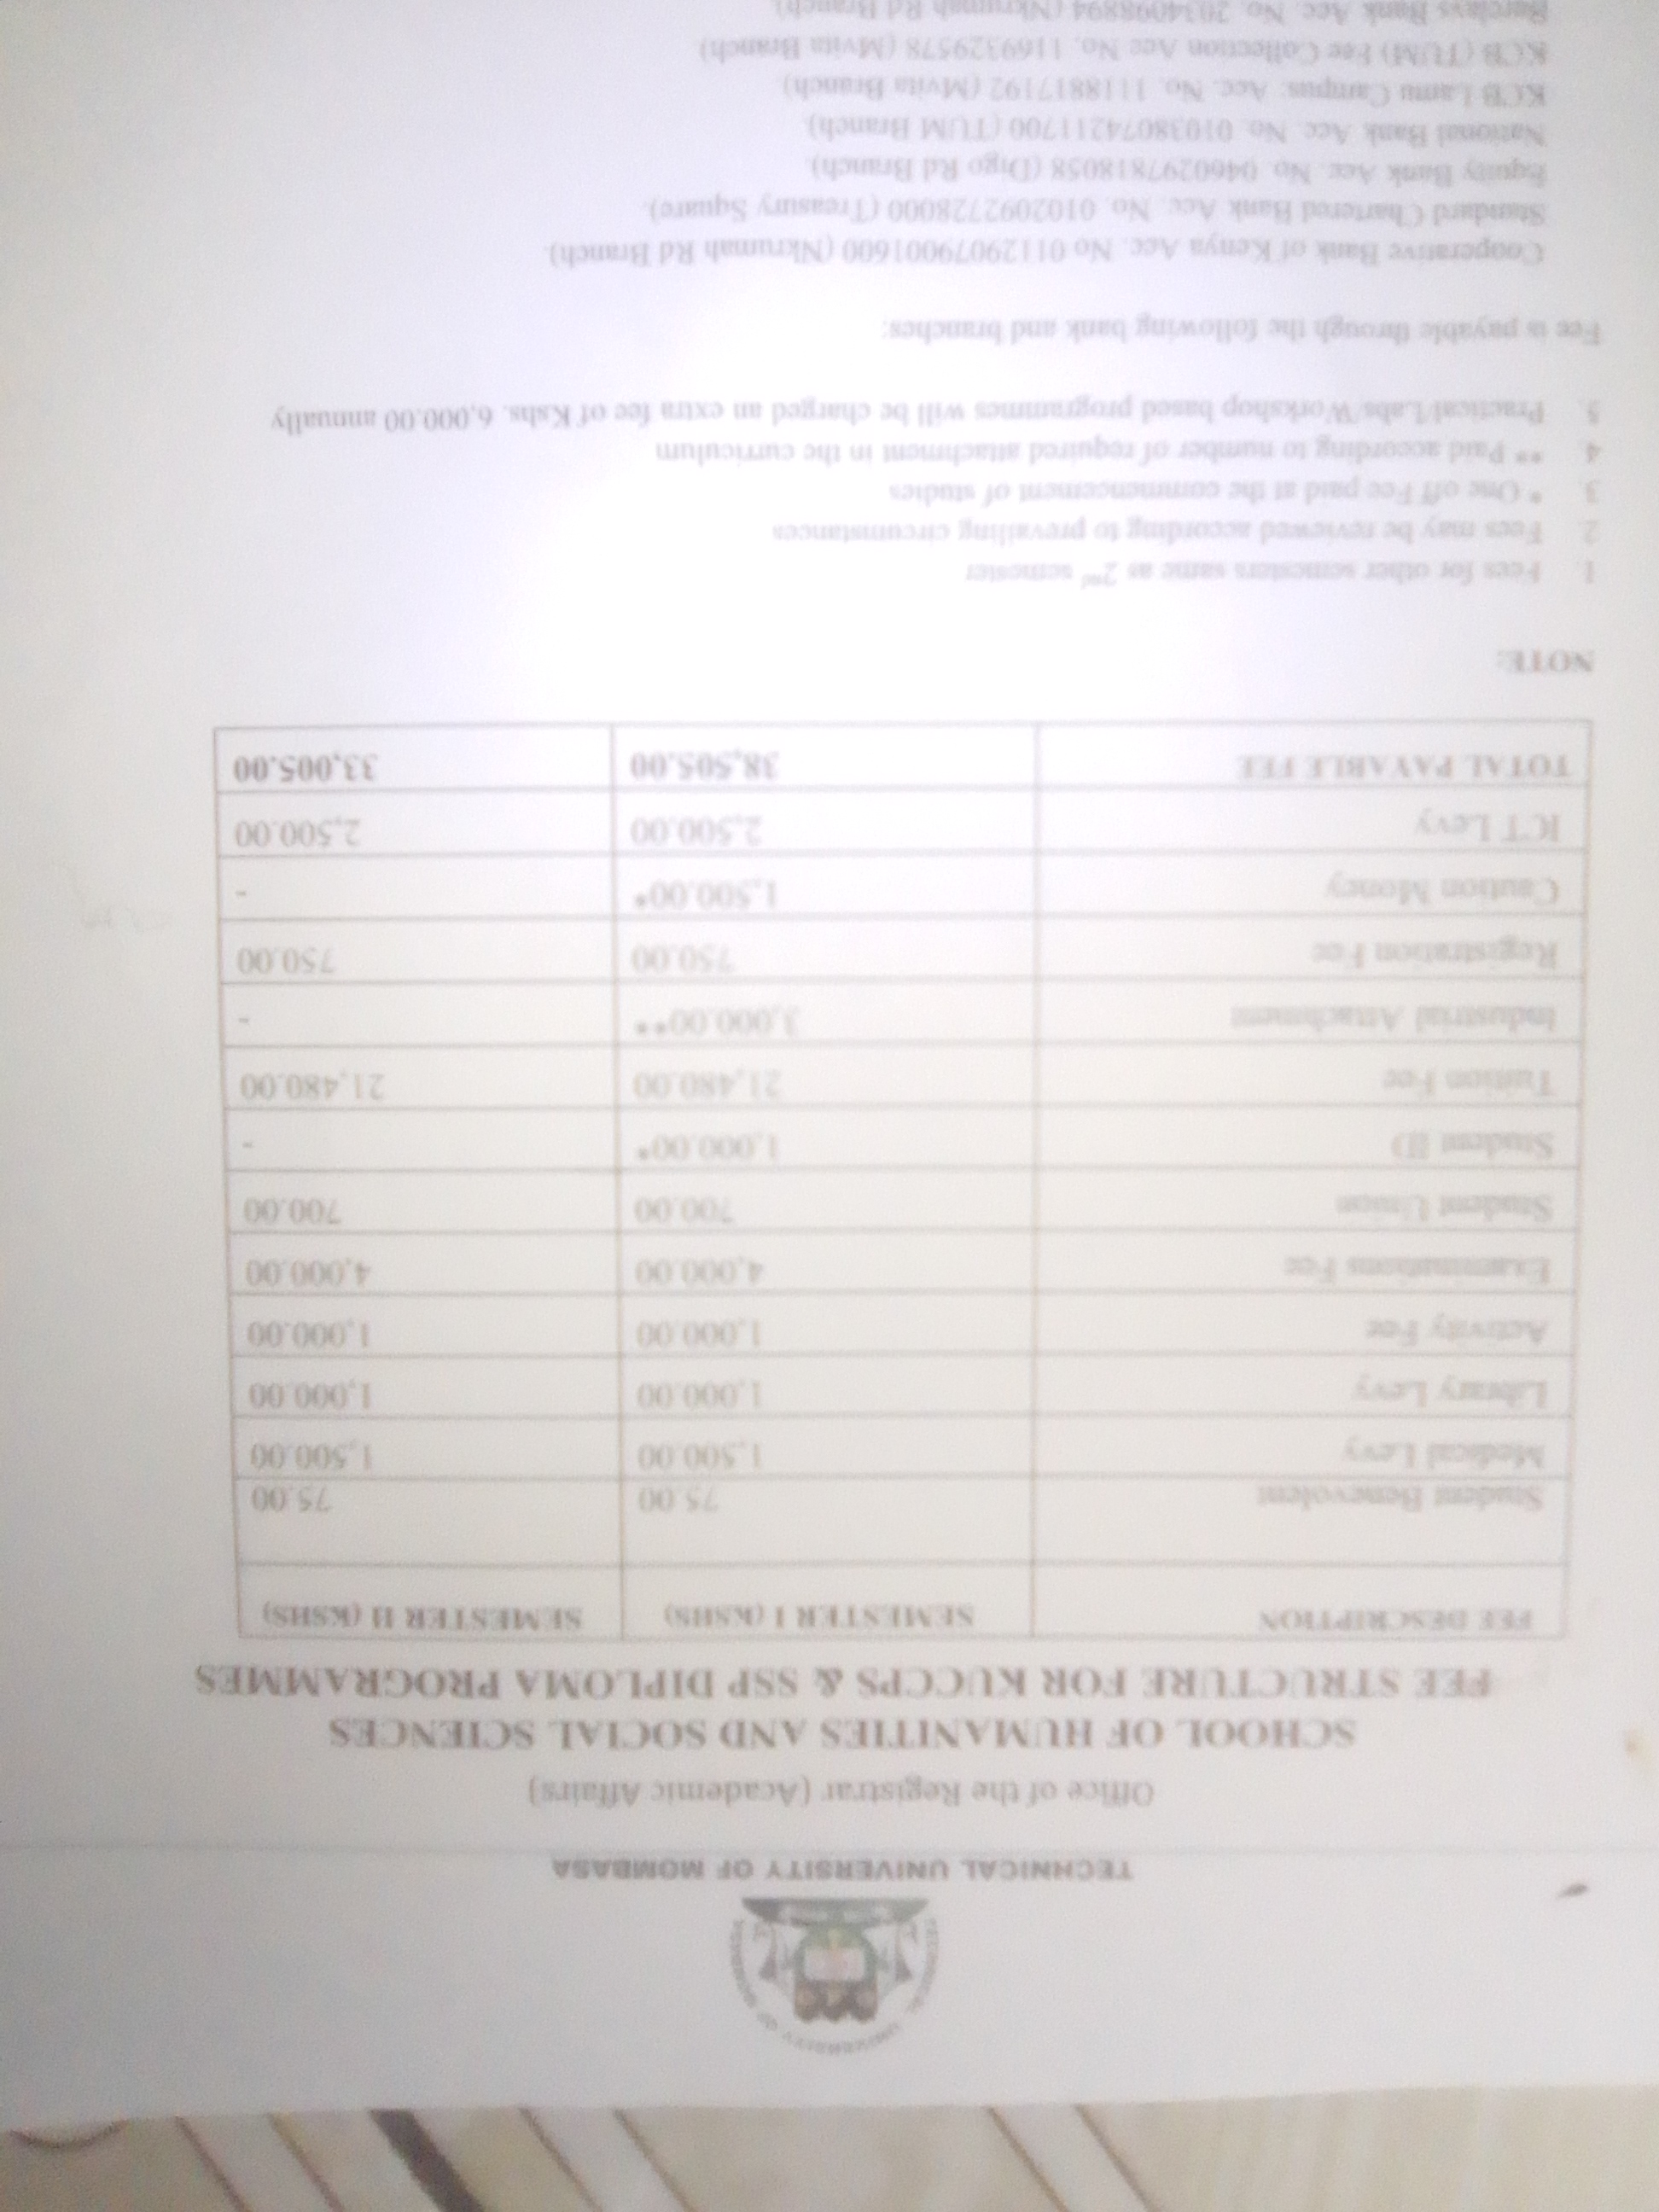 TECHNICAL UNIVERSITY OF MOMBASA
TECHNICAL UNIVERSITY OF MOMBASA
Office of the Registrar (Academic Affairs)
SCHOOL OF HUMANITIES AND SOCIAL SCIENCES
FEE STRUCTURE FOR KUCCPS & SSP DIPLOMA PROGRAMMES
FEE DESCRIPTION SEMESTER I (KSHS) SEMESTER II (KSHS)
Student Benevolent 75.00 75.00
Medical Levy 1,500.00 1,500.00
Library Levy 1,000.00 1,000.00
Activity Fee 1,000.00 1,000.00
Examinations Fee 4,000.00 4,000.00
Student Union 700.00 700.00
Student ID 1,000.00* -
Tuition Fee 21,480.00 21,480.00
Industrial Attachment 3,000.00** -
Registration Fee 750.00 750.00
Caution Money 1,500.00* -
ICT Levy 2,500.00 2,500.00
TOTAL PAYABLE FEE 38,505.00 33,005.00
NOTE:
1. Fees for other semesters same as 2nd semester
2. Fees may be reviewed according to prevailing circumstances
3. * One off Fee paid at the commencement of studies
4. ** Paid according to number of required attachment in the curriculum
5. Practical/Labs/Workshop based programmes will be charged an extra fee of Kshs. 6,000.00 annually
Fee is payable through the following bank and branches:
Cooperative Bank of Kenya Acc. No 01129079001600 (Nkrumah Rd Branch).
Standard Chartered Bank Acc. No. 0102092728000 (Treasury Square).
Equity Bank Acc. No. 0460297818058 (Digo Rd Branch)
National Bank Acc. No. 01038074211700 (TUM Branch)
KCB Lamu Campus: Acc. No. 1118817192 (Mvita Branch)
KCB (TUM) Fee Collection Acc No. 1169329578 (Mvita Branch)
Barclays Bank Acc. No. 2034098894 (Nkrumah Rd Branch)